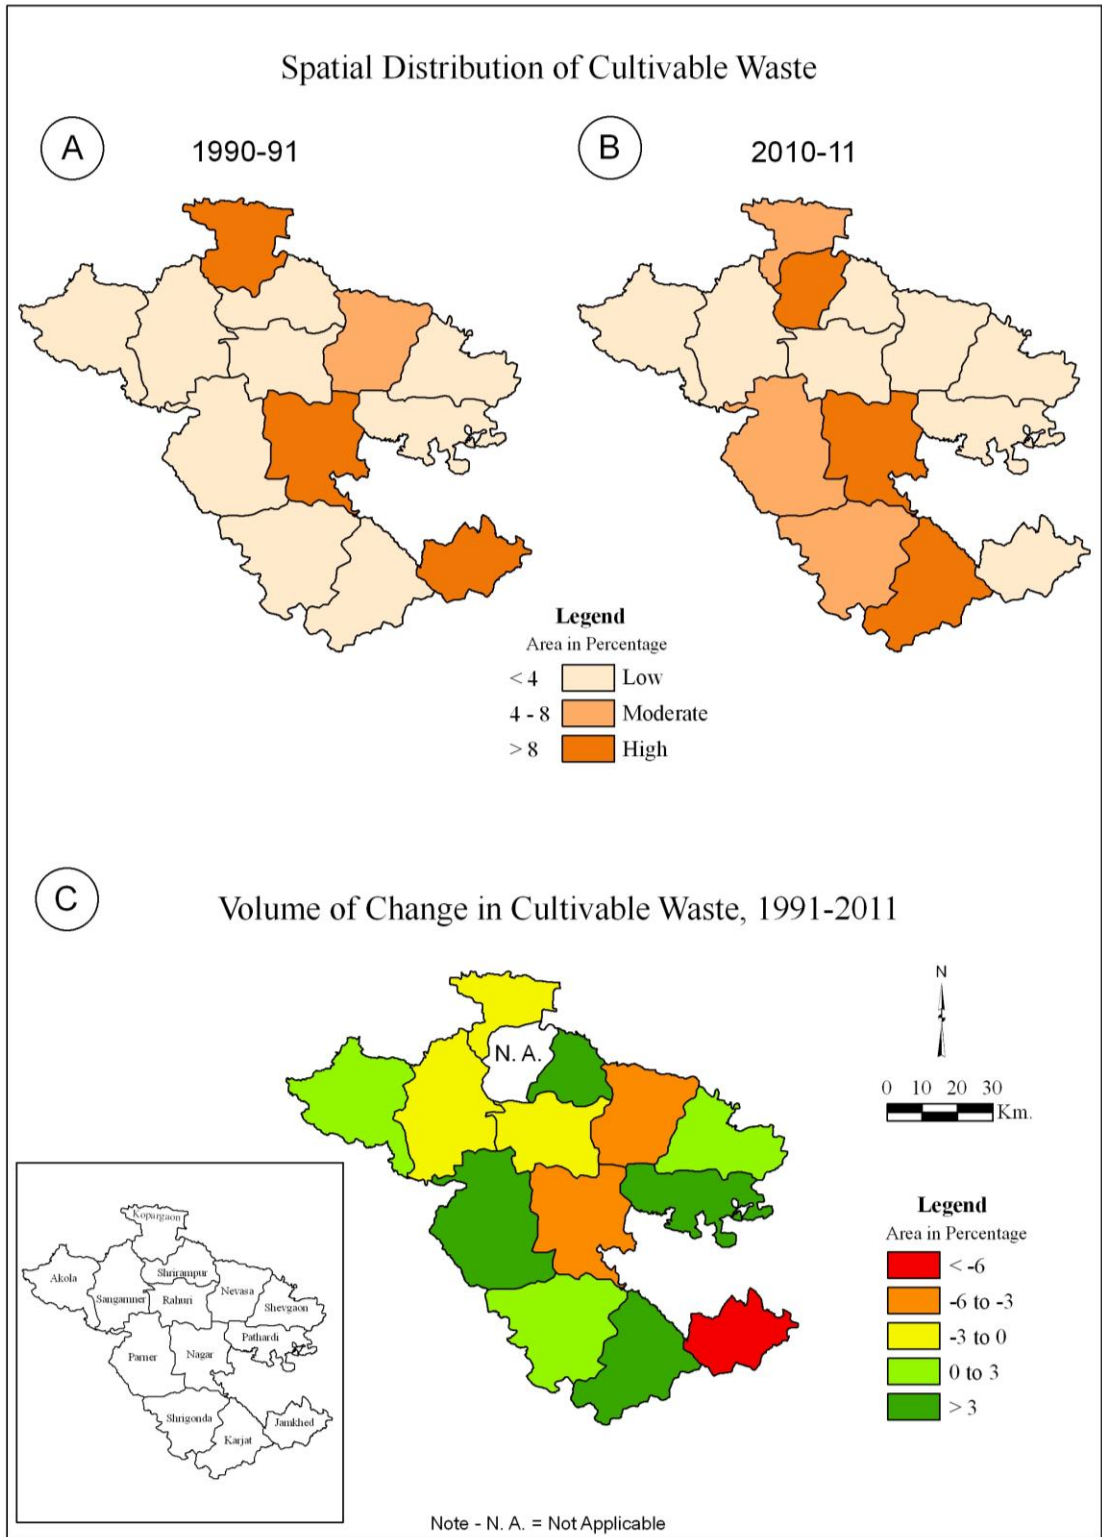 Spatial Distribution of Cultivable Waste
A
1990-91
B
2010-11
Legend
Area in Percentage
< 4 Low
4 - 8 Moderate
> 8 High
C
Volume of Change in Cultivable Waste, 1991-2011
N
N. A.
0 10 20 30
Km.
Legend
Area in Percentage
< -6
-6 to -3
-3 to 0
0 to 3
> 3
Kopargaon
Akola
Shrirampur
Sangamner
Rahuri
Nevasa
Shevgaon
Parner
Nagar
Pathardi
Shrigonda
Karjat
Jamkhed
Note - N. A. = Not Applicable